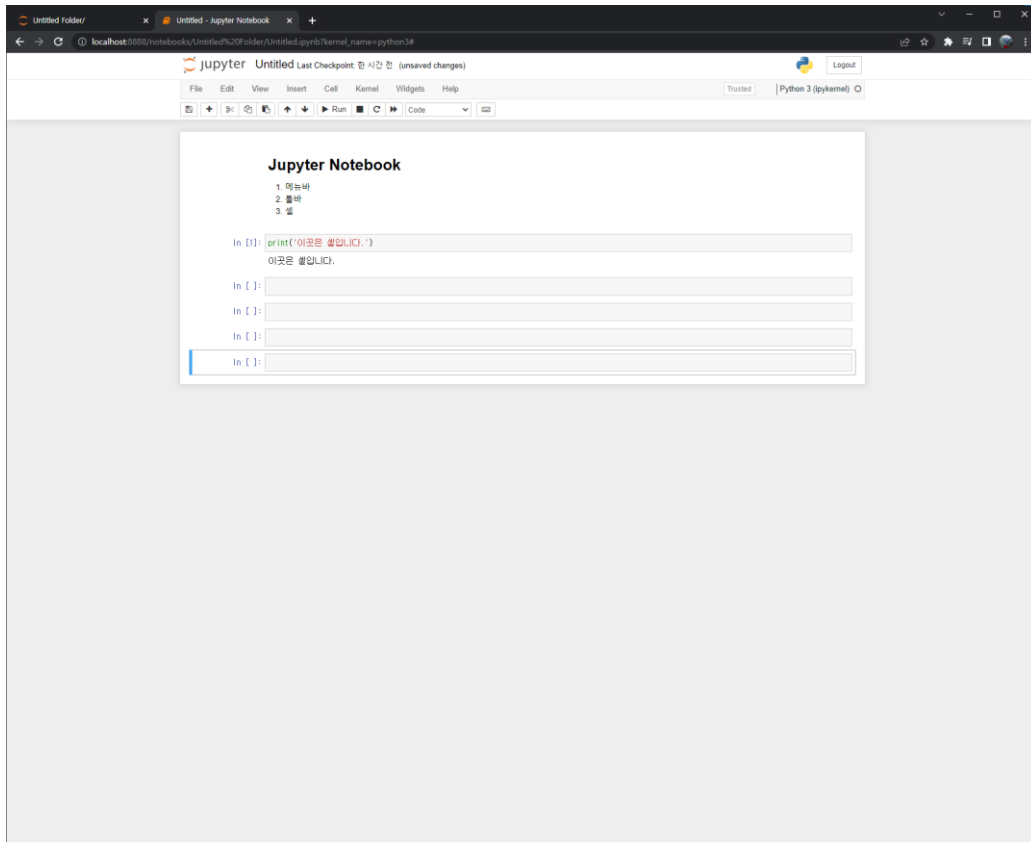 Untitled Folder/
Untitled - Jupyter Notebook
localhost:8888/notebooks/Untitled%20Folder/Untitled.ipynb?kernel_name=python3#
jupyter Untitled Last Checkpoint: 한 시간 전 (unsaved changes)
Logout
File Edit View Insert Cell Kernel Widgets Help
Trusted
Python 3 (ipykernel)
Run
Code
Jupyter Notebook
1. 메뉴바
2. 툴바
3. 셀
In [1]: print('이곳은 셀입니다.')
이곳은 셀입니다.
In [ ]:
In [ ]:
In [ ]:
In [ ]: